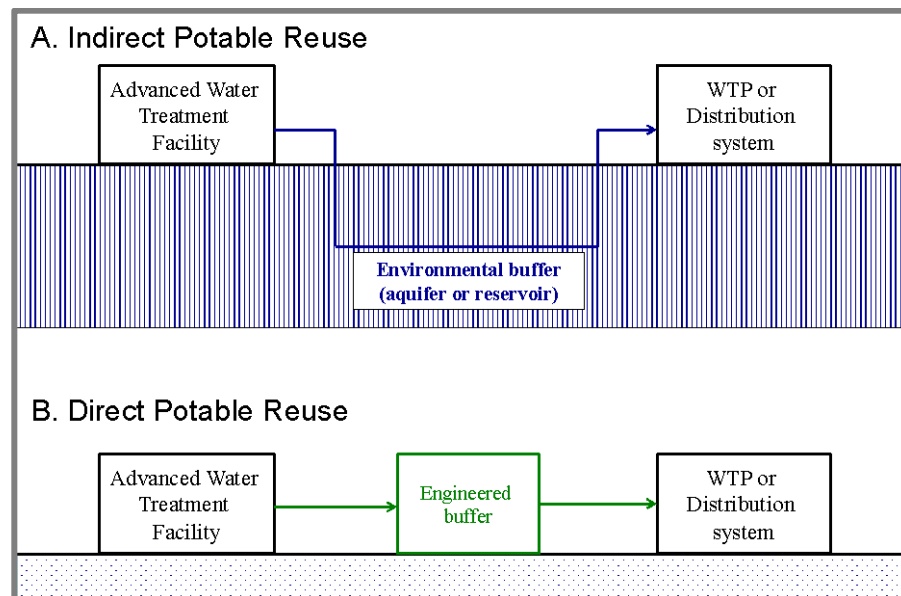 A. Indirect Potable Reuse
Advanced Water
Treatment
Facility
WTP or
Distribution
system
Environmental buffer
(aquifer or reservoir)
B. Direct Potable Reuse
Advanced Water
Treatment
Facility
Engineered
buffer
WTP or
Distribution
system